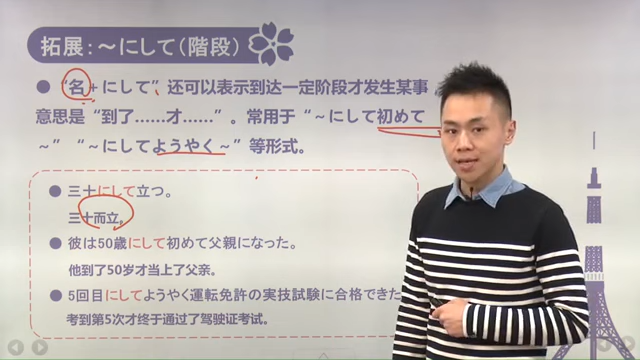 拓展：～にして（階段）
● “名＋にして”，还可以表示到达一定阶段才发生某事
意思是“到了……才……”。常用于“～にして初めて
～”“～にしてようやく～”等形式。
● 三十にして立つ。
三十而立。
● 彼は50歳にして初めて父親になった。
他到了50岁才当上了父亲。
● 5回目にしてようやく運転免許の実技試験に合格できた
考到第5次才终于通过了驾驶证考试。